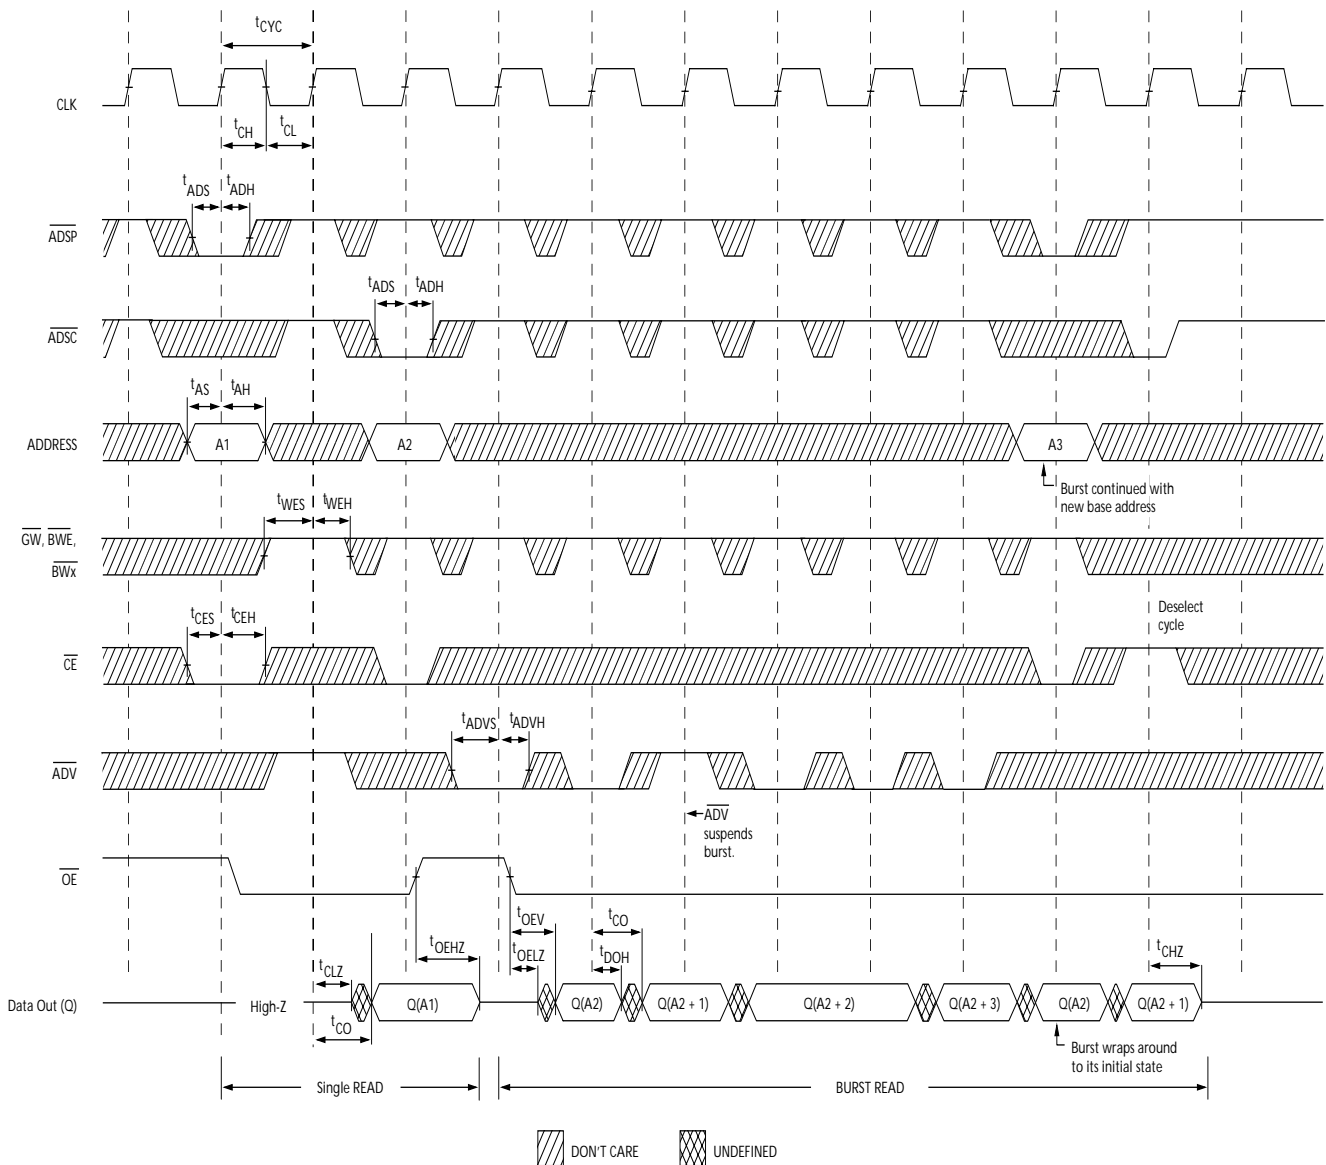 tCYC
CLK
tCH tCL
tADS tADH
ADSP
tADS tADH
ADSC
tAS tAH
ADDRESS A1 A2 A3
Burst continued with
new base address
tWES tWEH
GW, BWE,
BWx
Deselect
cycle
tCES tCEH
CE
tADVS tADVH
ADV
ADV
suspends
burst.
OE
tOEV tCO
tOEHZ tOELZ tDOH tCHZ
tCLZ
Data Out (Q) High-Z Q(A1) Q(A2) Q(A2 + 1) Q(A2 + 2) Q(A2 + 3) Q(A2) Q(A2 + 1)
tCO
Burst wraps around
to its initial state
Single READ BURST READ
DON'T CARE UNDEFINED